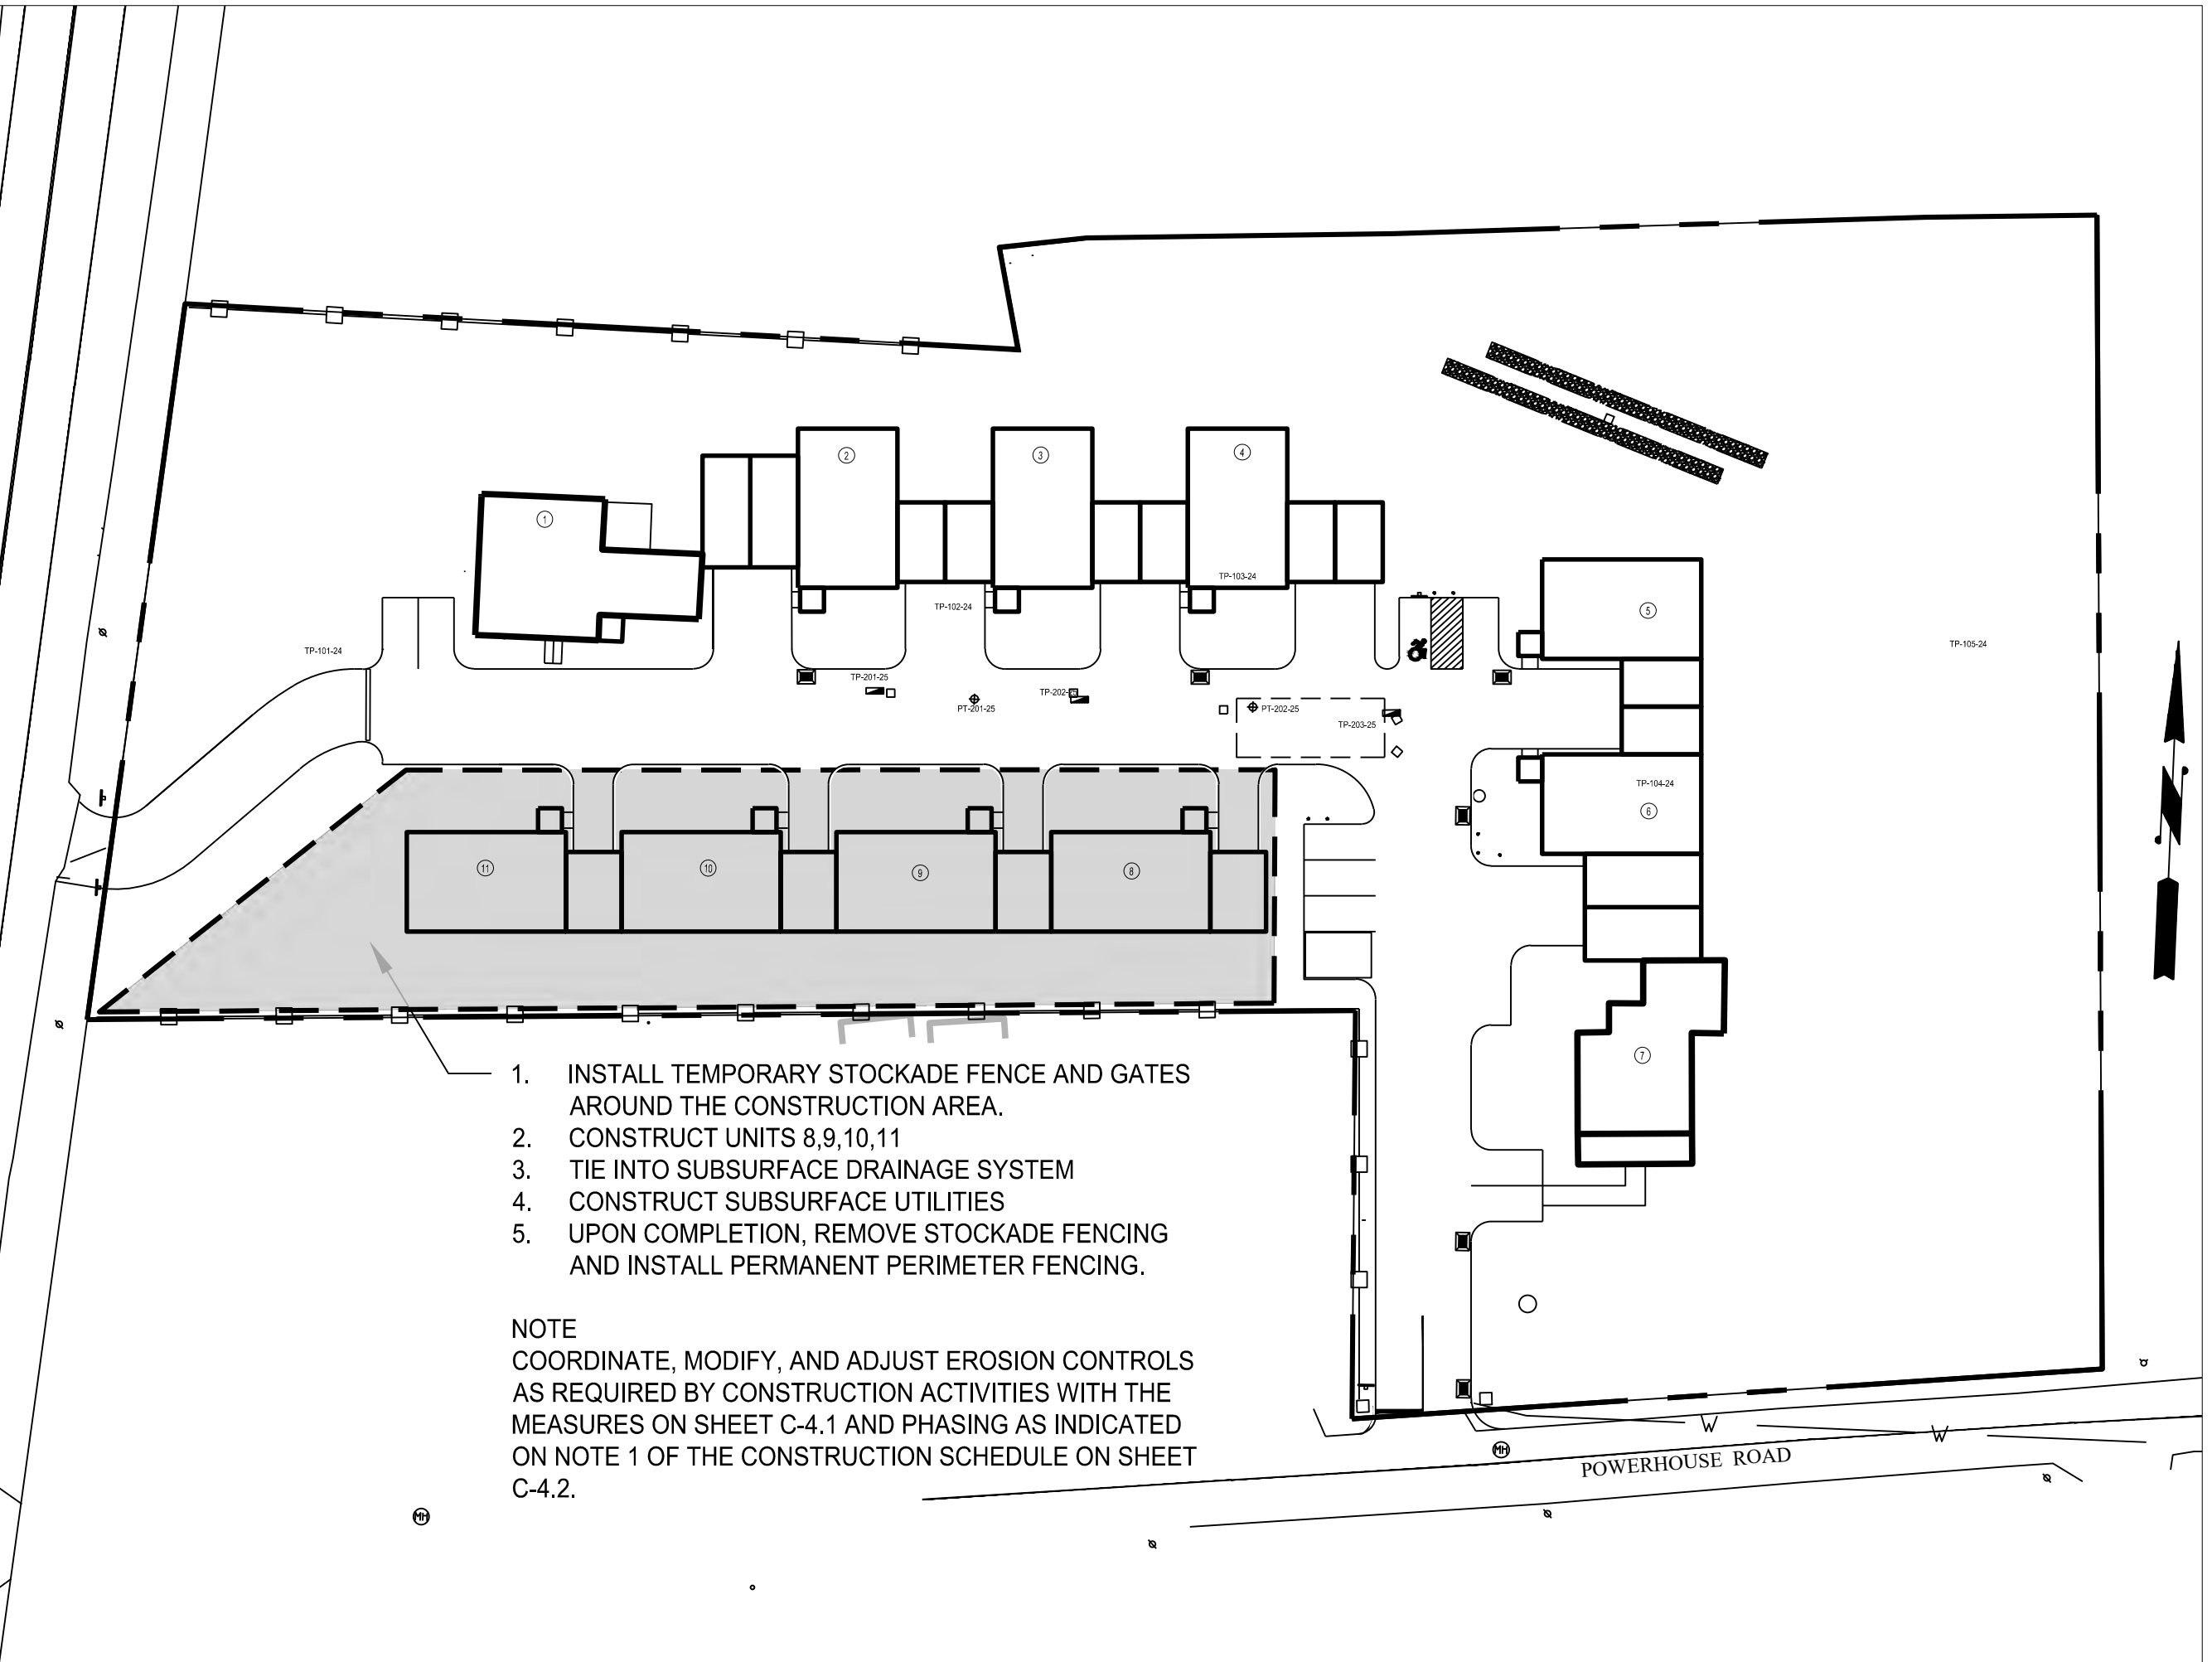 2
3
4
1
TP-103-24
TP-102-24
5
TP-101-24
TP-105-24
TP-201-25
TP-202-25
PT-201-25
PT-202-25
TP-203-25
TP-104-24
6
11
10
9
8
7
1. INSTALL TEMPORARY STOCKADE FENCE AND GATES
AROUND THE CONSTRUCTION AREA.
2. CONSTRUCT UNITS 8,9,10,11
3. TIE INTO SUBSURFACE DRAINAGE SYSTEM
4. CONSTRUCT SUBSURFACE UTILITIES
5. UPON COMPLETION, REMOVE STOCKADE FENCING
AND INSTALL PERMANENT PERIMETER FENCING.
NOTE
COORDINATE, MODIFY, AND ADJUST EROSION CONTROLS
AS REQUIRED BY CONSTRUCTION ACTIVITIES WITH THE
MEASURES ON SHEET C-4.1 AND PHASING AS INDICATED
ON NOTE 1 OF THE CONSTRUCTION SCHEDULE ON SHEET
C-4.2.
W
W
MH
POWERHOUSE ROAD
MH
N